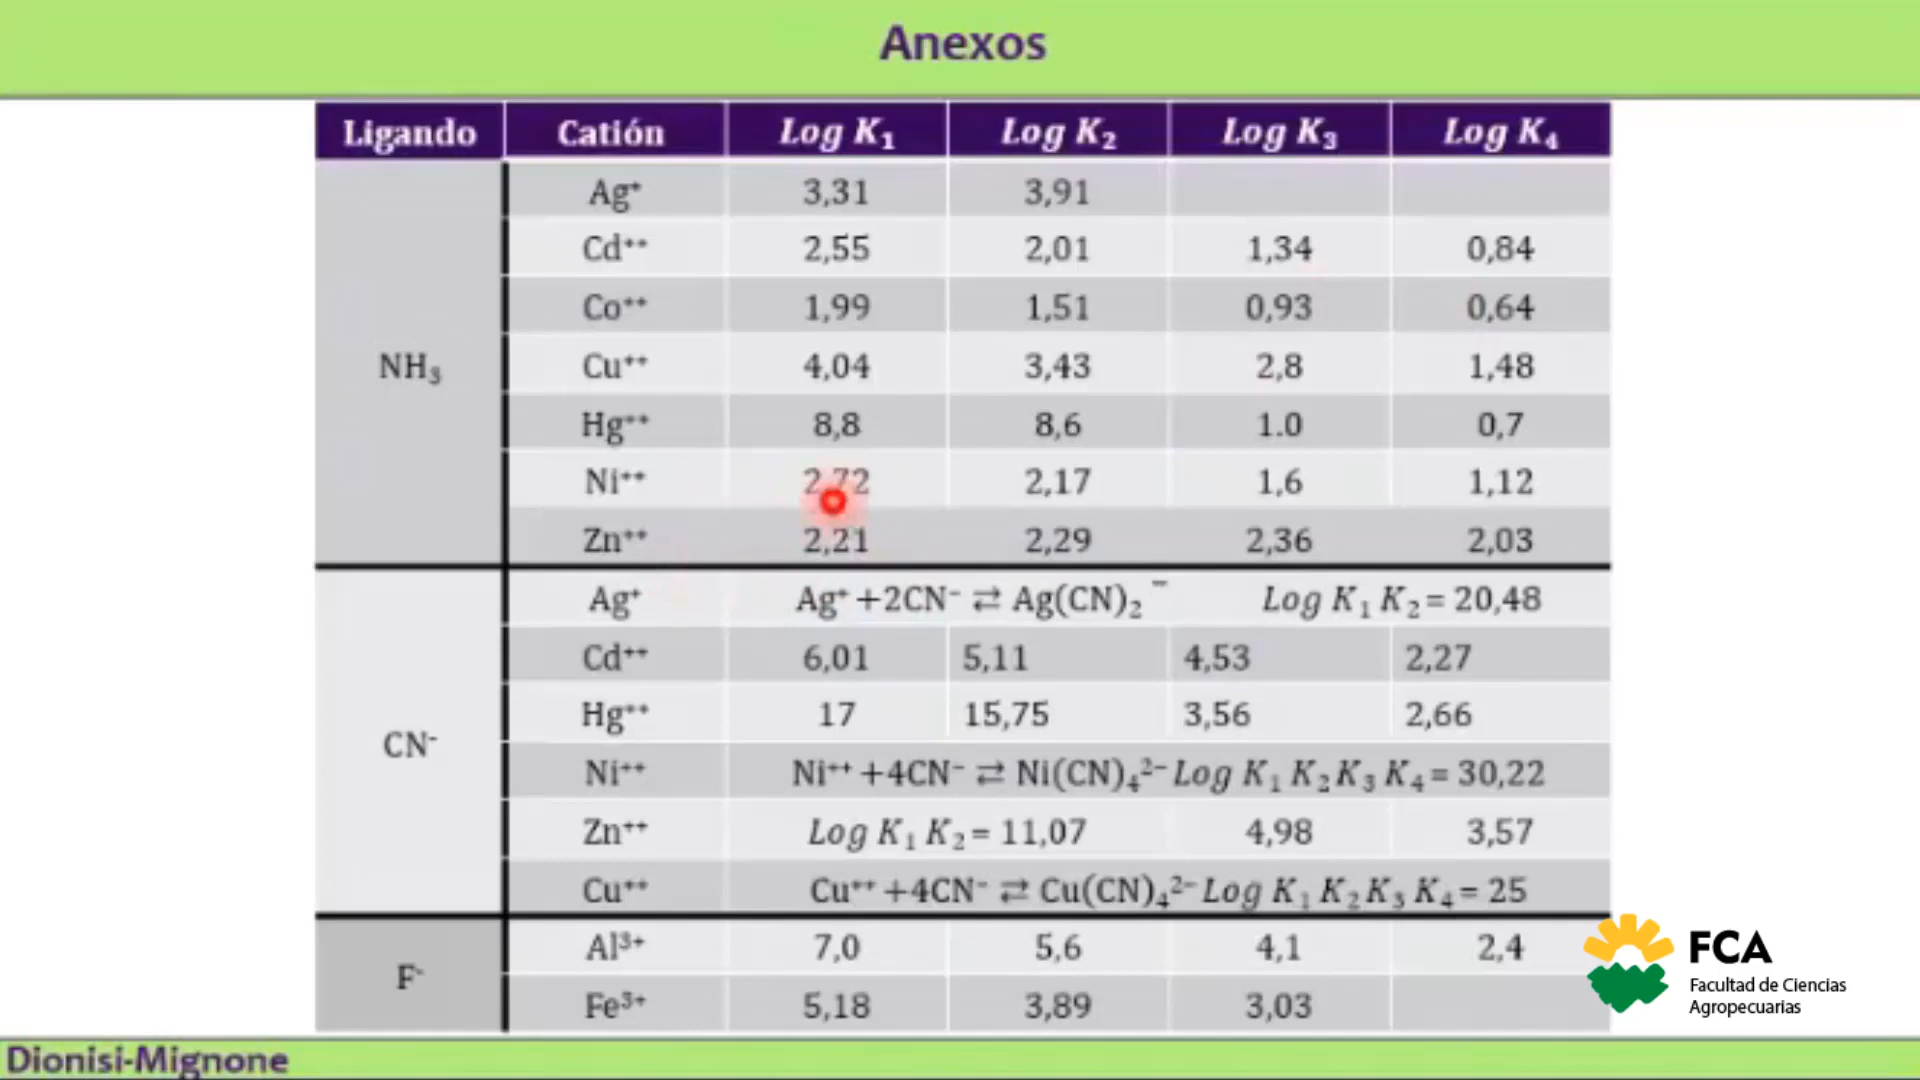 Anexos
Ligando Catión Log K₁ Log K₂ Log K₃ Log K₄
NH₃
Ag⁺ 3,31 3,91
Cd⁺⁺ 2,55 2,01 1,34 0,84
Co⁺⁺ 1,99 1,51 0,93 0,64
Cu⁺⁺ 4,04 3,43 2,8 1,48
Hg⁺⁺ 8,8 8,6 1.0 0,7
Ni⁺⁺ 2,72 2,17 1,6 1,12
Zn⁺⁺ 2,21 2,29 2,36 2,03
CN⁻
Ag⁺ Ag⁺ +2CN⁻ ⇄ Ag(CN)₂⁻ Log K₁ K₂ = 20,48
Cd⁺⁺ 6,01 5,11 4,53 2,27
Hg⁺⁺ 17 15,75 3,56 2,66
Ni⁺⁺ Ni⁺⁺ +4CN⁻ ⇄ Ni(CN)₄²⁻ Log K₁ K₂ K₃ K₄ = 30,22
Zn⁺⁺ Log K₁ K₂ = 11,07 4,98 3,57
Cu⁺⁺ Cu⁺⁺ +4CN⁻ ⇄ Cu(CN)₄²⁻ Log K₁ K₂ K₃ K₄ = 25
F⁻
Al³⁺ 7,0 5,6 4,1 2,4
Fe³⁺ 5,18 3,89 3,03
FCA
Facultad de Ciencias
Agropecuarias
Dionisi-Mignone